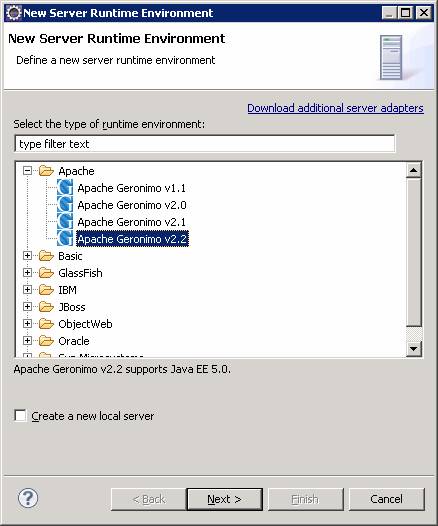 New Server Runtime Environment
New Server Runtime Environment
Define a new server runtime environment
Download additional server adapters
Select the type of runtime environment:
type filter text
Apache
Apache Geronimo v1.1
Apache Geronimo v2.0
Apache Geronimo v2.1
Apache Geronimo v2.2
Basic
GlassFish
IBM
JBoss
ObjectWeb
Oracle
Sun Microsystems
Apache Geronimo v2.2 supports Java EE 5.0.
Create a new local server
< Back Next > Finish Cancel